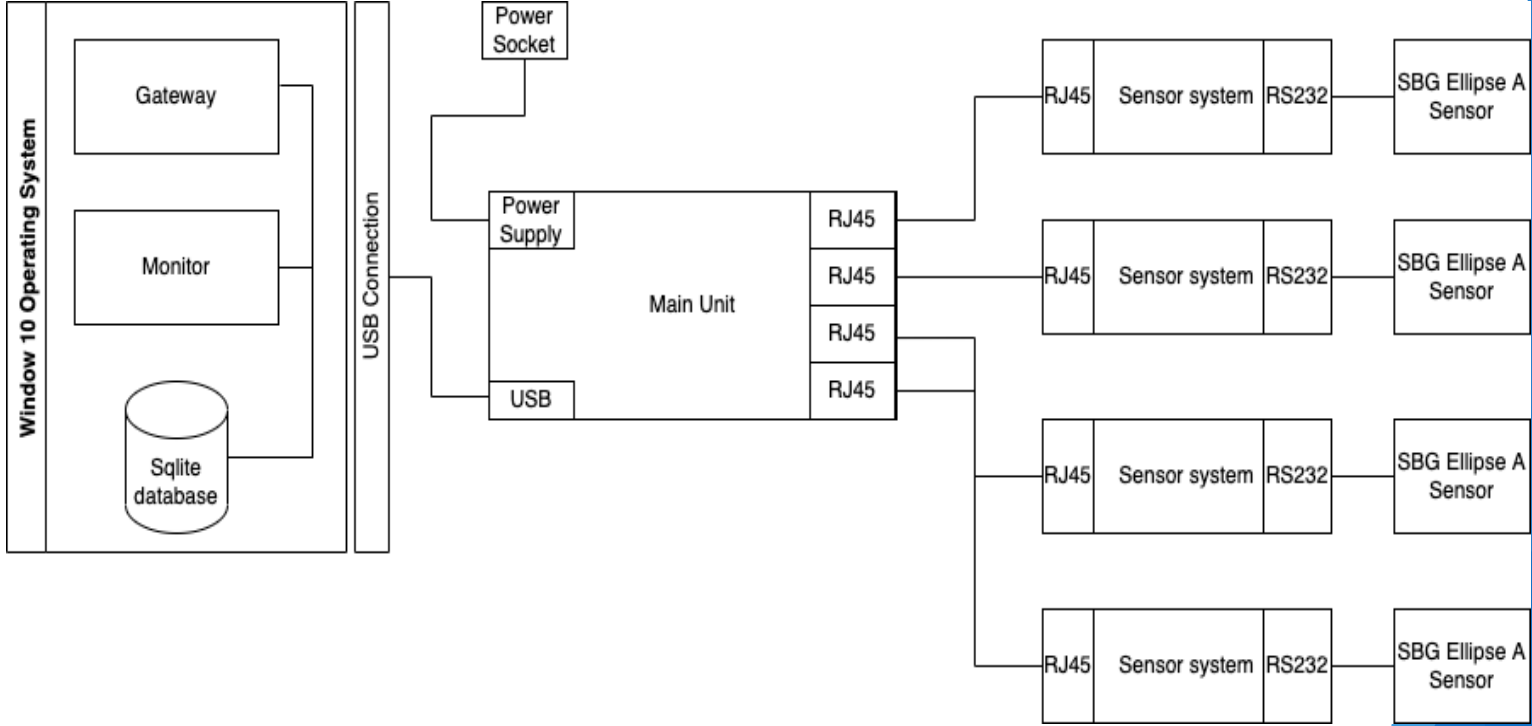 Window 10 Operating System
Gateway
Monitor
Sqlite
database
USB Connection
Power
Socket
Power
Supply
USB
Main Unit
RJ45
RJ45
RJ45
RJ45
RJ45
Sensor system
RS232
SBG Ellipse A
Sensor
RJ45
Sensor system
RS232
SBG Ellipse A
Sensor
RJ45
Sensor system
RS232
SBG Ellipse A
Sensor
RJ45
Sensor system
RS232
SBG Ellipse A
Sensor